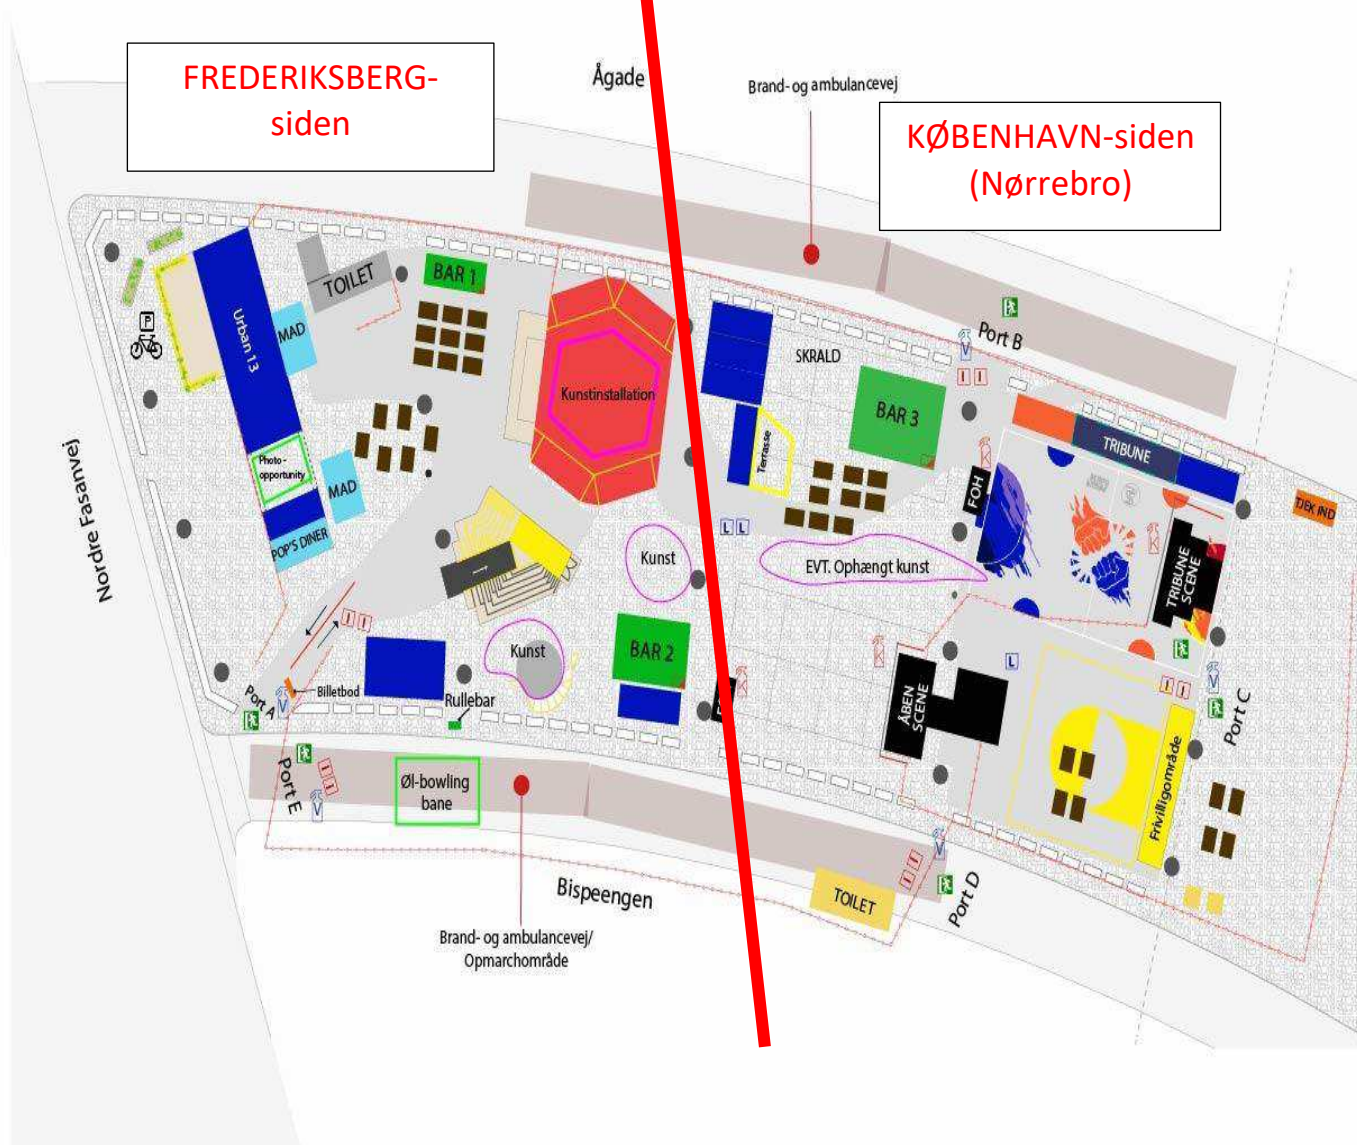 FREDERIKSBERG-
siden
Ågade
Brand- og ambulancevej
KØBENHAVN-siden
(Nørrebro)
TOILET
BAR 1
Urban 13
MAD
P
Kunstinstallation
SKRALD
Port B
I I
V
BAR 3
TRIBUNE
Terrasse
FOH
TJEK IND
Photo-
opportunity
MAD
POP'S DINER
Nordre Fasanvej
L L
Kunst
EVT. Ophængt kunst
TRIBUNE
SCENE
I I
Kunst
BAR 2
L
ÅBEN
SCENE
I I
V
Port C
Port A
V
Billetbod
Rullebar
Port E
I I
V
Øl-bowling
bane
Frivilligområde
V
I I
Port D
TOILET
Bispeengen
Brand- og ambulancevej/
Opmarchområde